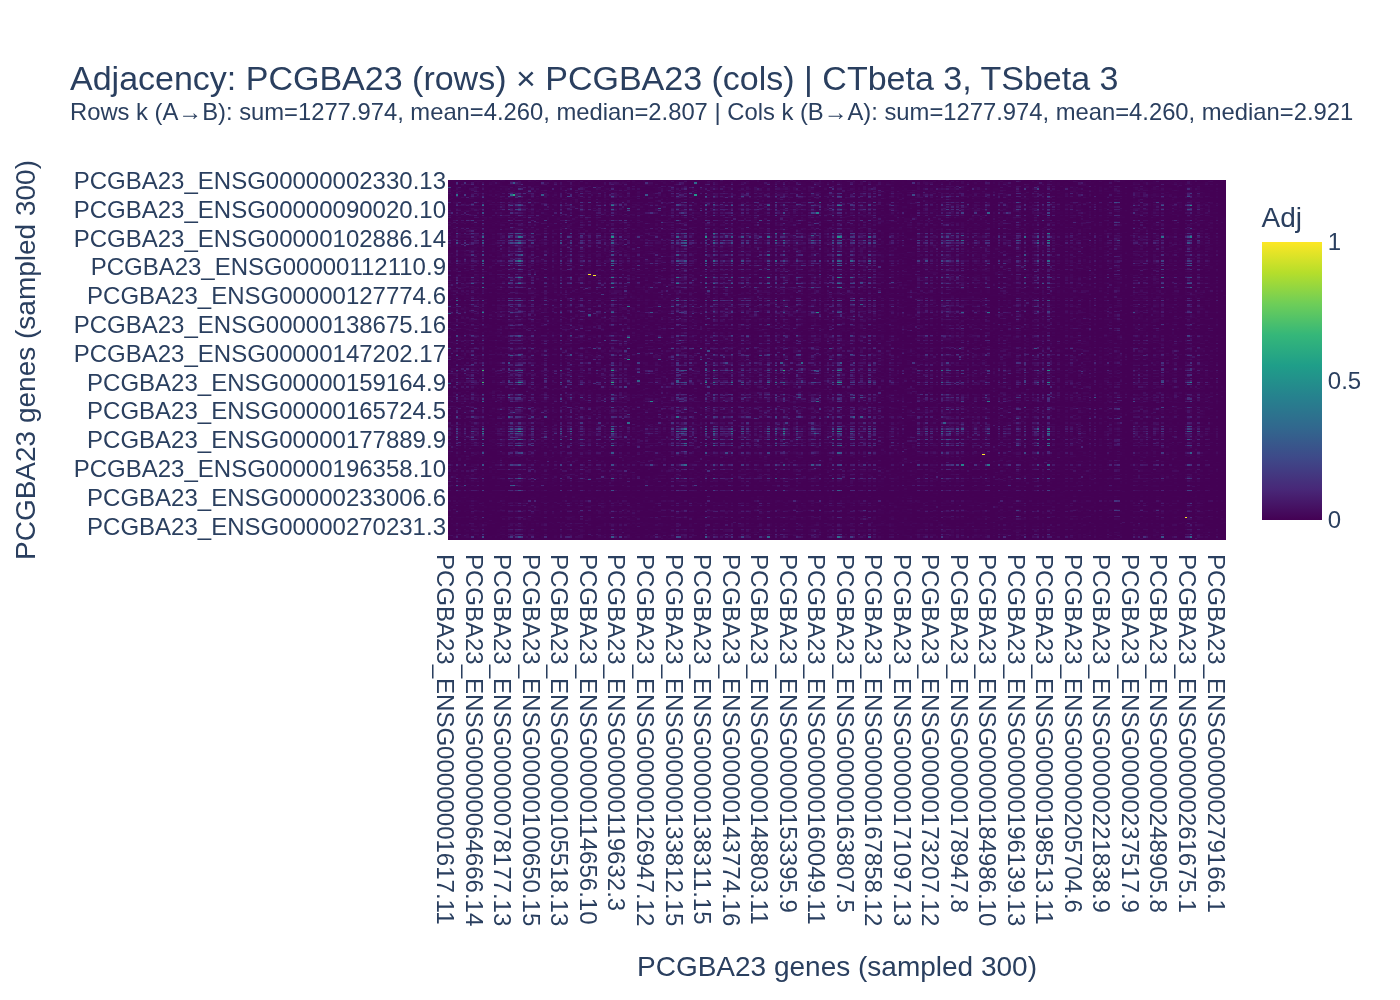 Adjacency: PCGBA23 (rows) × PCGBA23 (cols) | CTbeta 3, TSbeta 3
Rows k (A→B): sum=1277.974, mean=4.260, median=2.807 | Cols k (B→A): sum=1277.974, mean=4.260, median=2.921
PCGBA23 genes (sampled 300)
PCGBA23_ENSG00000002330.13
PCGBA23_ENSG00000090020.10
PCGBA23_ENSG00000102886.14
PCGBA23_ENSG00000112110.9
PCGBA23_ENSG00000127774.6
PCGBA23_ENSG00000138675.16
PCGBA23_ENSG00000147202.17
PCGBA23_ENSG00000159164.9
PCGBA23_ENSG00000165724.5
PCGBA23_ENSG00000177889.9
PCGBA23_ENSG00000196358.10
PCGBA23_ENSG00000233006.6
PCGBA23_ENSG00000270231.3
Adj
1
0.5
0
PCGBA23_ENSG00000001617.11
PCGBA23_ENSG00000064666.14
PCGBA23_ENSG00000078177.13
PCGBA23_ENSG00000100650.15
PCGBA23_ENSG00000105518.13
PCGBA23_ENSG00000114656.10
PCGBA23_ENSG00000119632.3
PCGBA23_ENSG00000126947.12
PCGBA23_ENSG00000133812.15
PCGBA23_ENSG00000138311.15
PCGBA23_ENSG00000143774.16
PCGBA23_ENSG00000148803.11
PCGBA23_ENSG00000153395.9
PCGBA23_ENSG00000160049.11
PCGBA23_ENSG00000163807.5
PCGBA23_ENSG00000167858.12
PCGBA23_ENSG00000171097.13
PCGBA23_ENSG00000173207.12
PCGBA23_ENSG00000178947.8
PCGBA23_ENSG00000184986.10
PCGBA23_ENSG00000196139.13
PCGBA23_ENSG00000198513.11
PCGBA23_ENSG00000205704.6
PCGBA23_ENSG00000221838.9
PCGBA23_ENSG00000237517.9
PCGBA23_ENSG00000248905.8
PCGBA23_ENSG00000261675.1
PCGBA23_ENSG00000279166.1
PCGBA23 genes (sampled 300)